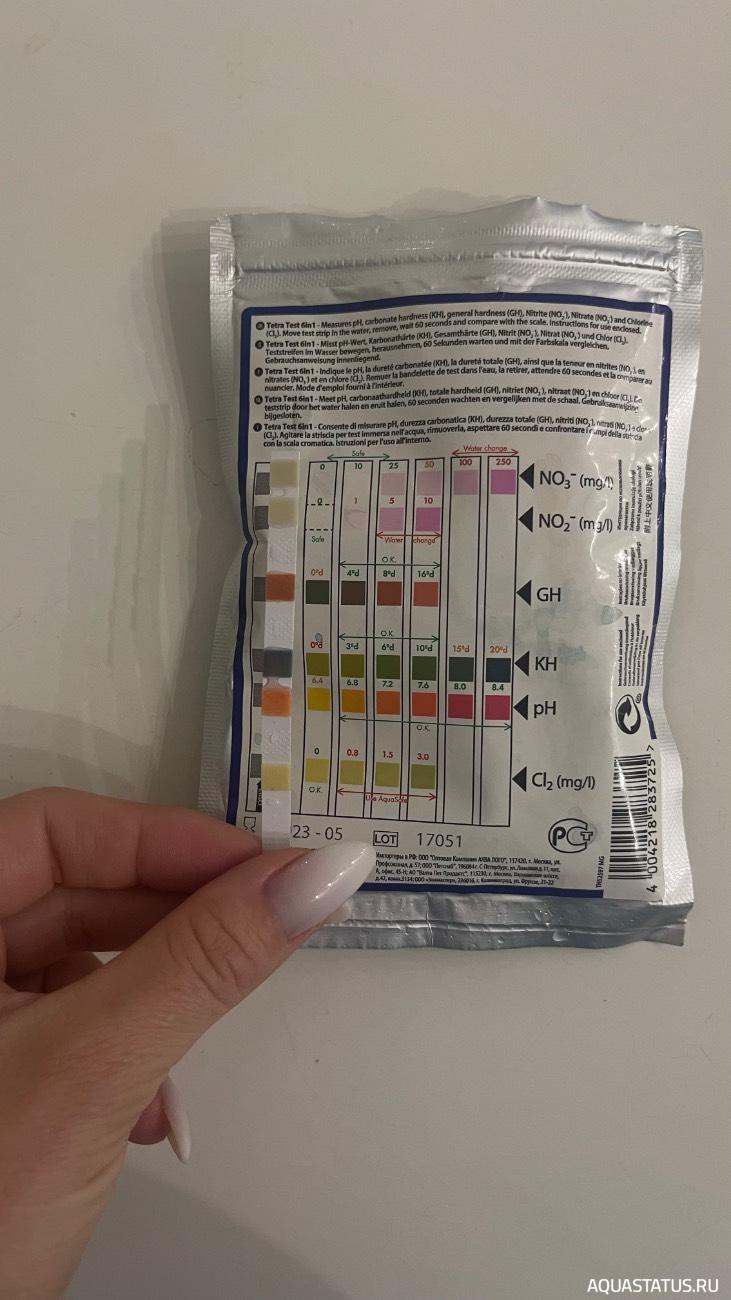 Tetra Test 6in1 - Measures pH, carbonate hardness (KH), general hardness (GH), Nitrite (NO₂⁻), Nitrate (NO₃⁻) and Chlorine
(Cl₂). Move test strip in the water, remove, wait 60 seconds and compare with the scale. Instructions for use enclosed.
Tetra Test 6in1 - Misst pH-Wert, Karbonathärte (KH), Gesamthärte (GH), Nitrit (NO₂⁻), Nitrat (NO₃⁻) und Chlor (Cl₂).
Teststreifen im Wasser bewegen, herausnehmen, 60 Sekunden warten und mit der Farbskala vergleichen.
Gebrauchsanweisung innenliegend.
Tetra Test 6in1 - Indique le pH, la dureté carbonatée (KH), la dureté totale (GH), ainsi que la teneur en nitrites (NO₂⁻), en
nitrates (NO₃⁻) et en chlore (Cl₂). Remuer la bandelette de test dans l'eau, la retirer, attendre 60 secondes et la comparer au
nuancier. Mode d'emploi fourni à l'intérieur.
Tetra Test 6in1 - Meet pH, carbonaathardheid (KH), totale hardheid (GH), nitriet (NO₂⁻), nitraat (NO₃⁻) en chloor (Cl₂). De
teststrip door het water halen en eruit halen, 60 seconden wachten en vergelijken met de schaal. Gebruiksaanwijzing
bijgesloten.
Tetra Test 6in1 - Consente di misurare pH, durezza carbonatica (KH), durezza totale (GH), nitriti (NO₂⁻), nitrati (NO₃⁻) e cloro
(Cl₂). Agitare la striscia per test immersa nell'acqua, rimuoverla, aspettare 60 secondi e confrontare i campi della striscia
con la scala cromatica. Istruzioni per l'uso all'interno.
Safe Water change
0 10 25 50 100 250 NO₃⁻ (mg/l)
0 1 5 10 NO₂⁻ (mg/l)
Safe Water change
O.K.
0°d 4°d 8°d 16°d GH
O.K.
0°d 3°d 6°d 10°d 15°d 20°d KH
6.4 6.8 7.2 7.6 8.0 8.4 pH
O.K.
0 0.8 1.5 3.0 Cl₂ (mg/l)
O.K. Use AquaSafe
23 - 05 LOT 17051
4 004218 283725 >
AQUASTATUS.RU